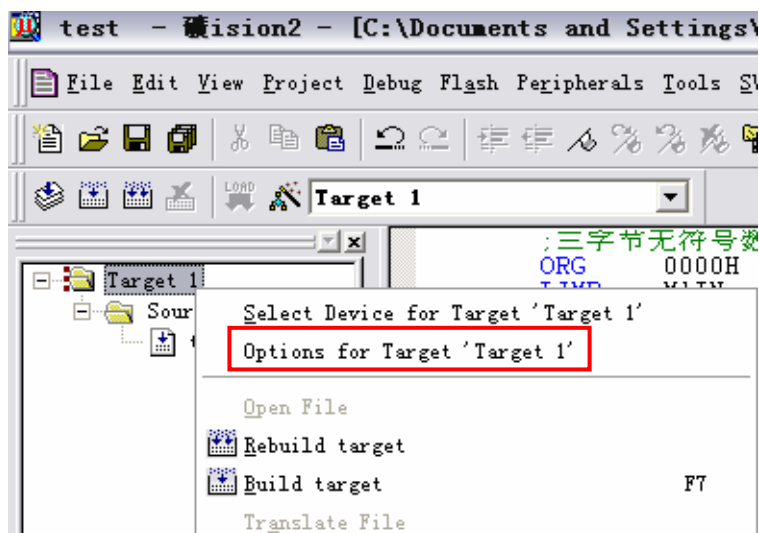 test - 礦ision2 - [C:\Documents and Settings\
File Edit View Project Debug Flash Peripherals Tools
LOAD Target 1
;三字节无符号数
ORG 0000H
Target 1
Sour
Select Device for Target 'Target 1'
Options for Target 'Target 1'
Open File
Rebuild target
Build target F7
Translate File